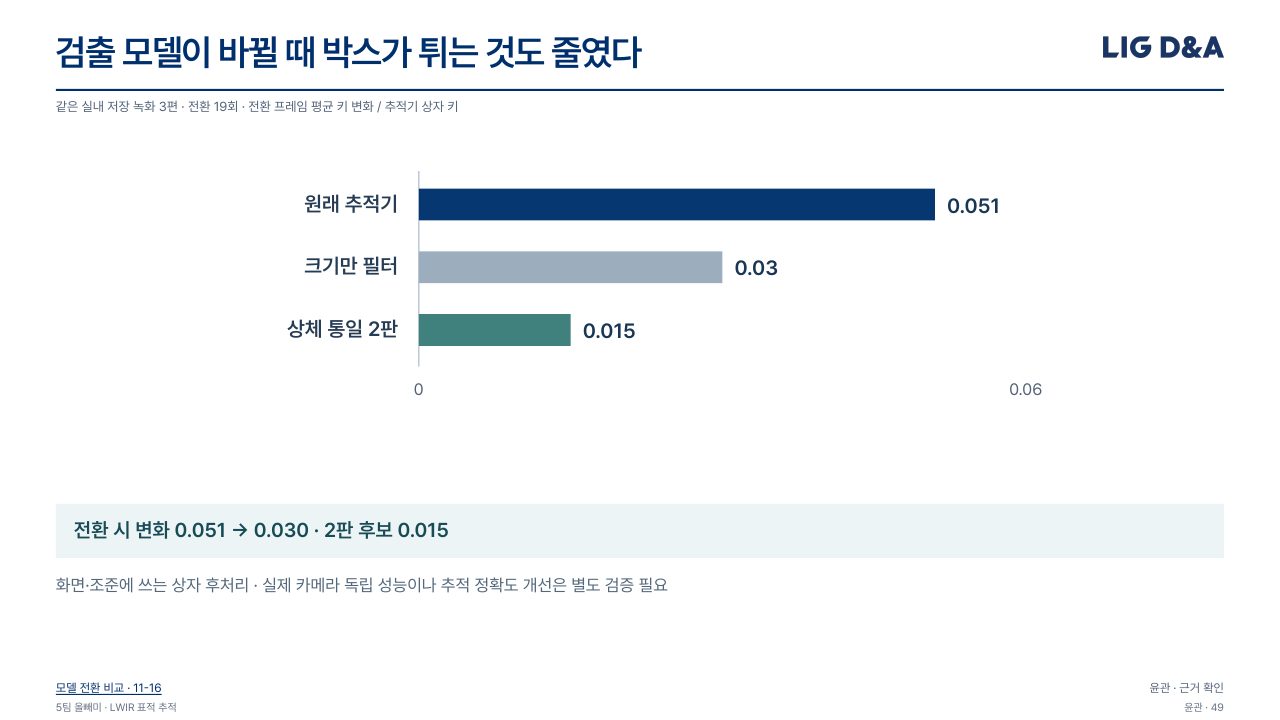 검출 모델이 바뀔 때 박스가 튀는 것도 줄였다
LIG D&A
같은 실내 저장 녹화 3편 · 전환 19회 · 전환 프레임 평균 키 변화 / 추적기 상자 키
원래 추적기
0.051
크기만 필터
0.03
상체 통일 2판
0.015
0
0.06
전환 시 변화 0.051 → 0.030 · 2판 후보 0.015
화면·조준에 쓰는 상자 후처리 · 실제 카메라 독립 성능이나 추적 정확도 개선은 별도 검증 필요
모델 전환 비교 · 11-16
윤관 · 근거 확인
5팀 올빼미 · LWIR 표적 추적
윤관 · 49